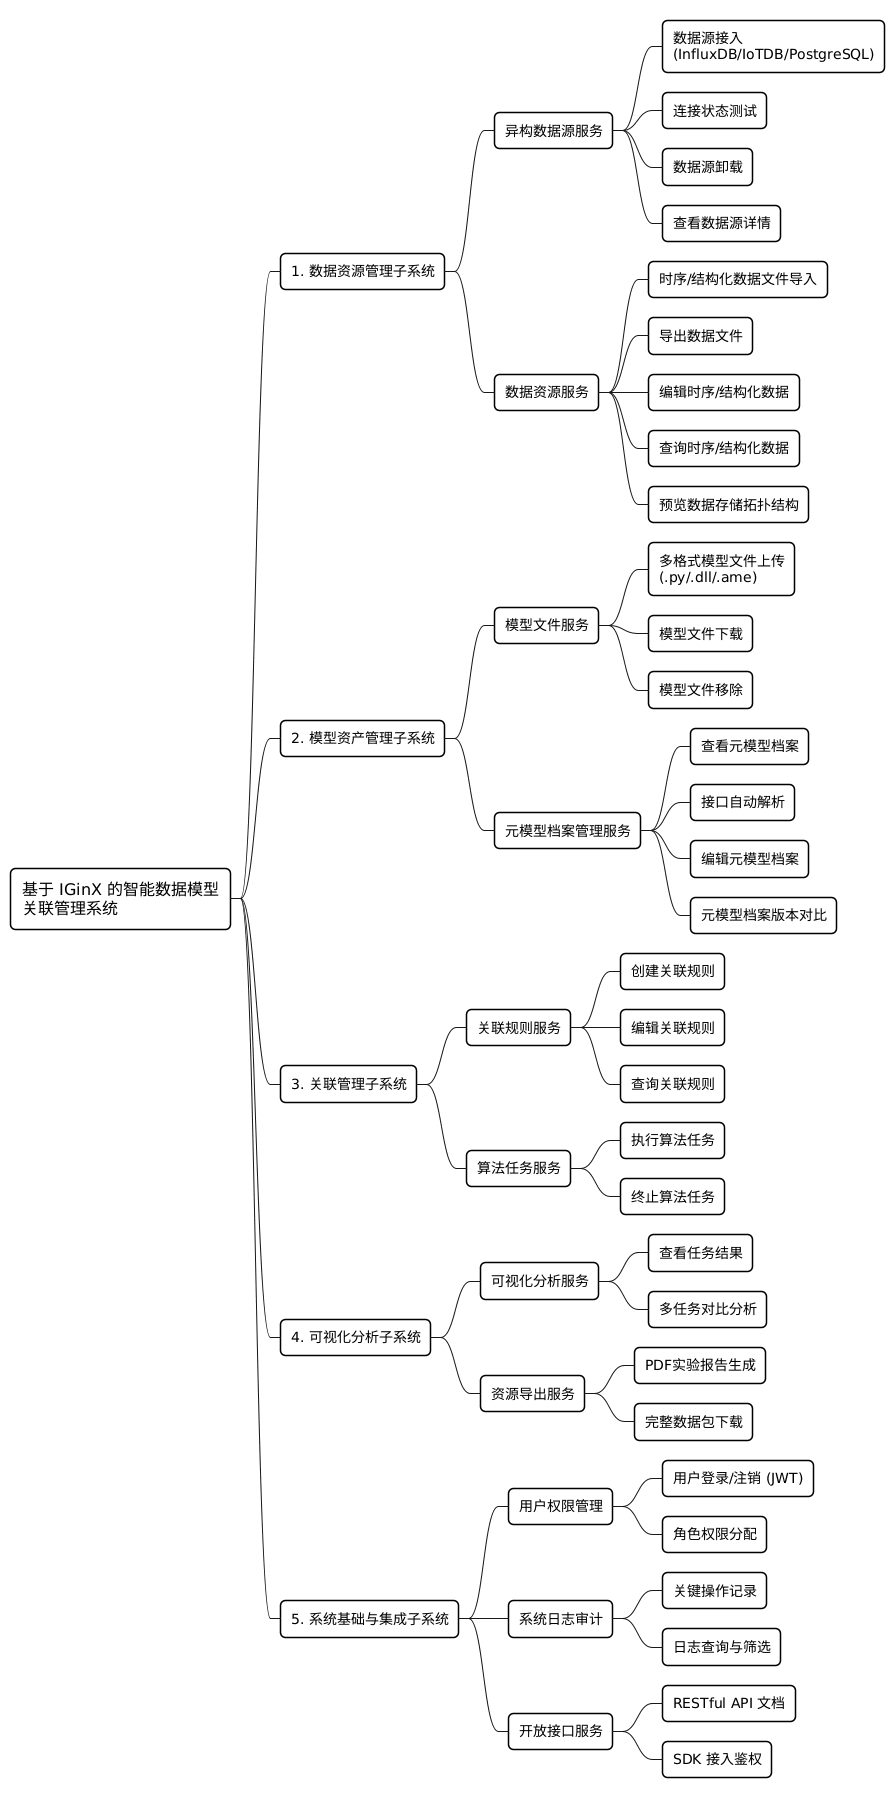 基于 IGinX 的智能数据模型
关联管理系统
1. 数据资源管理子系统
异构数据源服务
数据源接入
(InfluxDB/IoTDB/PostgreSQL)
连接状态测试
数据源卸载
查看数据源详情
数据资源服务
时序/结构化数据文件导入
导出数据文件
编辑时序/结构化数据
查询时序/结构化数据
预览数据存储拓扑结构
2. 模型资产管理子系统
模型文件服务
多格式模型文件上传
(.py/.dll/.ame)
模型文件下载
模型文件移除
元模型档案管理服务
查看元模型档案
接口自动解析
编辑元模型档案
元模型档案版本对比
3. 关联管理子系统
关联规则服务
创建关联规则
编辑关联规则
查询关联规则
算法任务服务
执行算法任务
终止算法任务
4. 可视化分析子系统
可视化分析服务
查看任务结果
多任务对比分析
资源导出服务
PDF实验报告生成
完整数据包下载
5. 系统基础与集成子系统
用户权限管理
用户登录/注销 (JWT)
角色权限分配
系统日志审计
关键操作记录
日志查询与筛选
开放接口服务
RESTful API 文档
SDK 接入鉴权